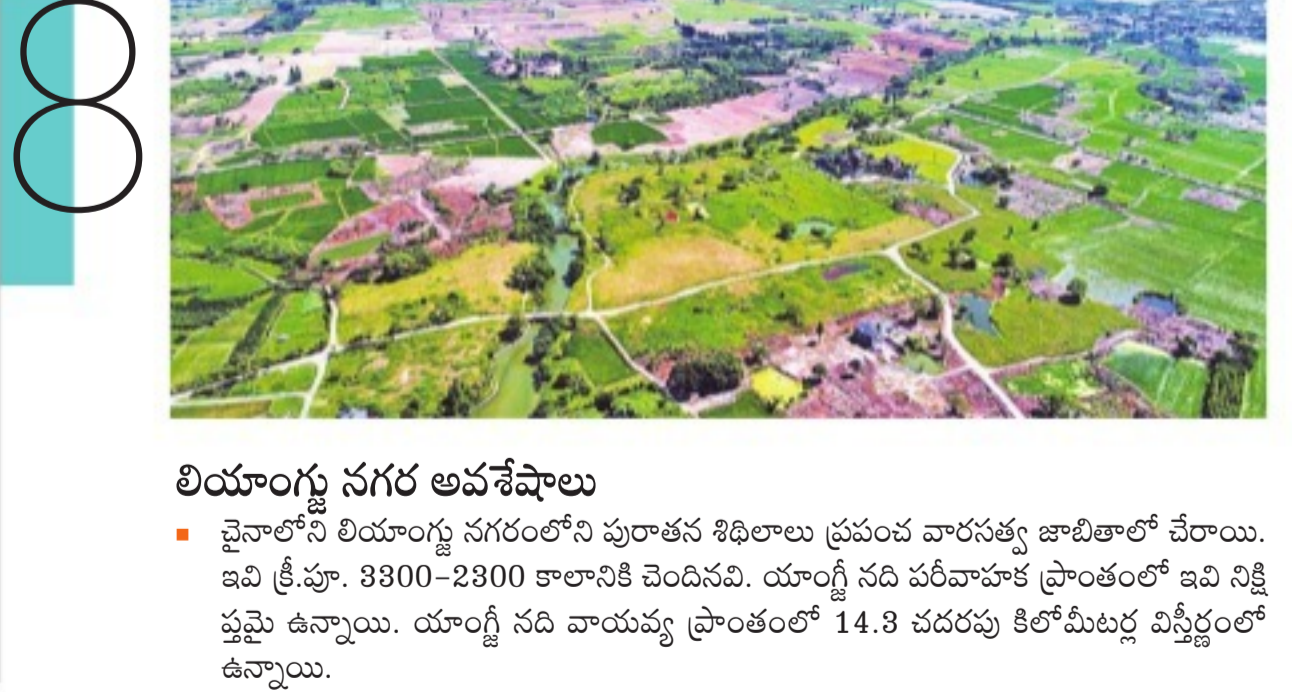 8
లియాంగ్జు నగర అవశేషాలు
▪ చైనాలోని లియాంగ్జు నగరంలోని పురాతన శిథిలాలు ప్రపంచ వారసత్వ జాబితాలో చేరాయి.
ఇవి క్రీ.పూ. 3300–2300 కాలానికి చెందినవి. యాంగ్జీ నది పరీవాహక ప్రాంతంలో ఇవి నిక్షి
ప్తమై ఉన్నాయి. యాంగ్జీ నది వాయవ్య ప్రాంతంలో 14.3 చదరపు కిలోమీటర్ల విస్తీర్ణంలో
ఉన్నాయి.